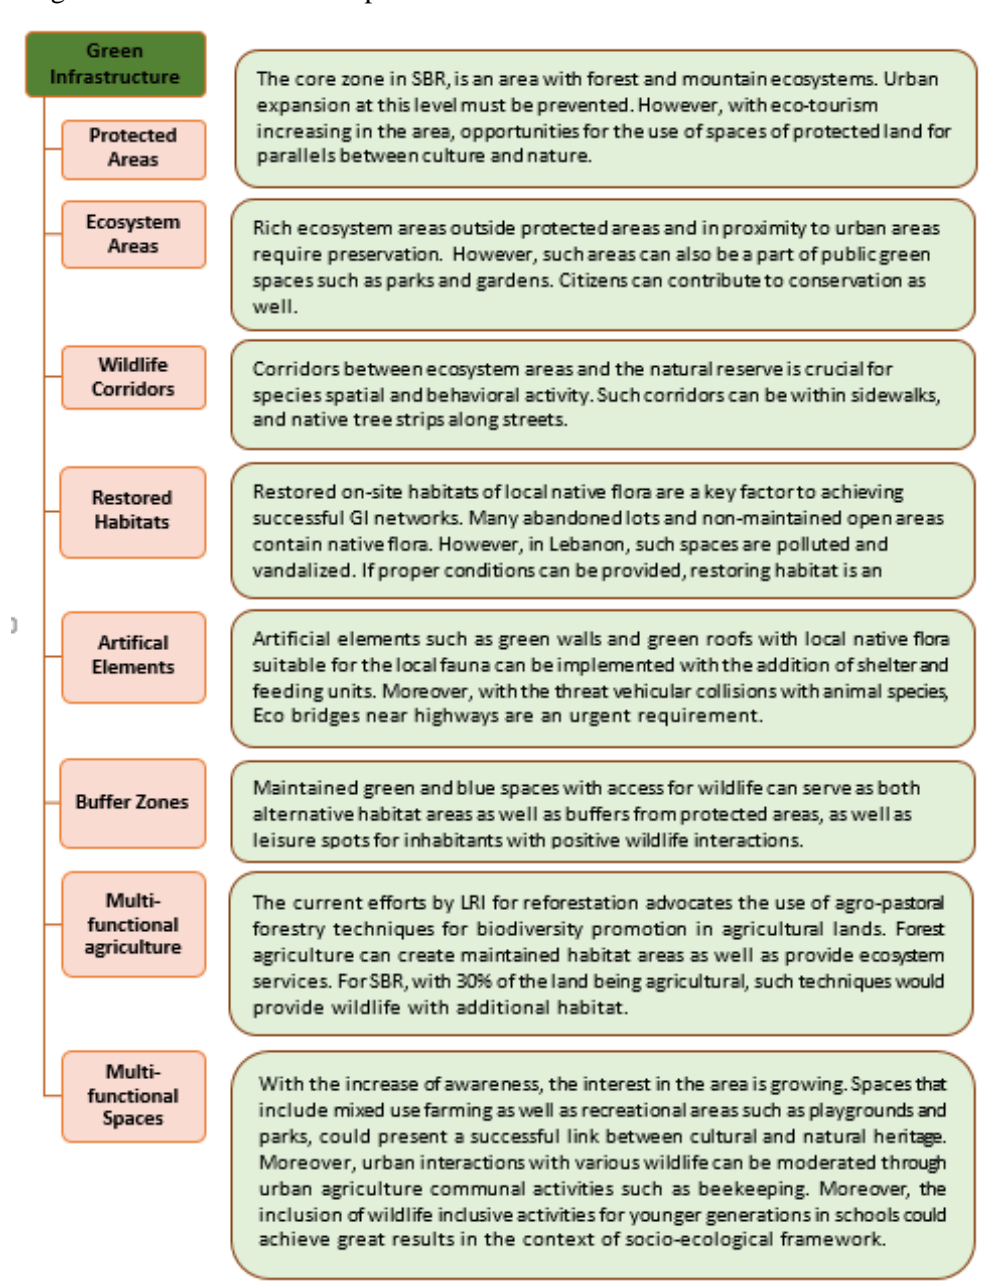 Green
Infrastructure
The core zone in SBR, is an area with forest and mountain ecosystems. Urban
expansion at this level must be prevented. However, with eco-tourism
increasing in the area, opportunities for the use of spaces of protected land for
parallels between culture and nature.
Protected
Areas
Ecosystem
Areas
Rich ecosystem areas outside protected areas and in proximity to urban areas
require preservation. However, such areas can also be a part of public green
spaces such as parks and gardens. Citizens can contribute to conservation as
well.
Wildlife
Corridors
Corridors between ecosystem areas and the natural reserve is crucial for
species spatial and behavioral activity. Such corridors can be within sidewalks,
and native tree strips along streets.
Restored
Habitats
Restored on-site habitats of local native flora are a key factor to achieving
successful GI networks. Many abandoned lots and non-maintained open areas
contain native flora. However, in Lebanon, such spaces are polluted and
vandalized. If proper conditions can be provided, restoring habitat is an
Artifical
Elements
Artificial elements such as green walls and green roofs with local native flora
suitable for the local fauna can be implemented with the addition of shelter and
feeding units. Moreover, with the threat vehicular collisions with animal species,
Eco bridges near highways are an urgent requirement.
Buffer Zones
Maintained green and blue spaces with access for wildlife can serve as both
alternative habitat areas as well as buffers from protected areas, as well as
leisure spots for inhabitants with positive wildlife interactions.
Multi-
functional
agriculture
The current efforts by LRI for reforestation advocates the use of agro-pastoral
forestry techniques for biodiversity promotion in agricultural lands. Forest
agriculture can create maintained habitat areas as well as provide ecosystem
services. For SBR, with 30% of the land being agricultural, such techniques would
provide wildlife with additional habitat.
Multi-
functional
Spaces
With the increase of awareness, the interest in the area is growing. Spaces that
include mixed use farming as well as recreational areas such as playgrounds and
parks, could present a successful link between cultural and natural heritage.
Moreover, urban interactions with various wildlife can be moderated through
urban agriculture communal activities such as beekeeping. Moreover, the
inclusion of wildlife inclusive activities for younger generations in schools could
achieve great results in the context of socio-ecological framework.